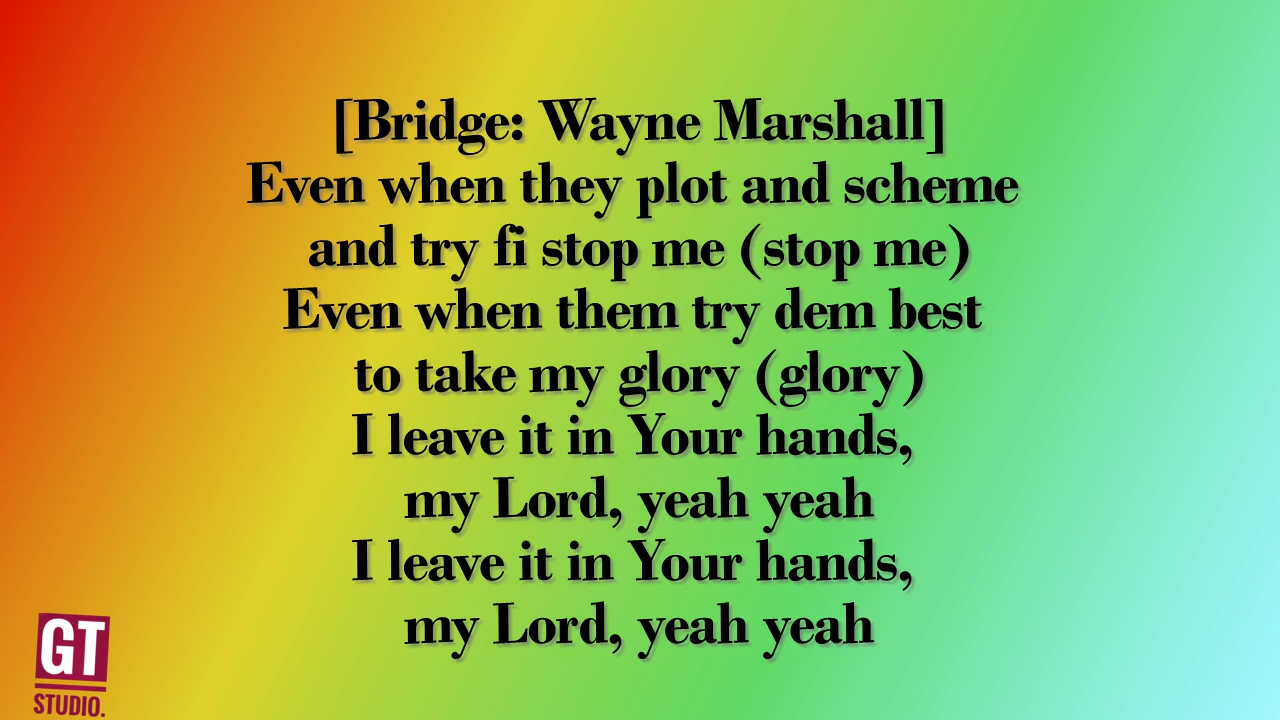 [Bridge: Wayne Marshall]
Even when they plot and scheme
and try fi stop me (stop me)
Even when them try dem best
to take my glory (glory)
I leave it in Your hands,
my Lord, yeah yeah
I leave it in Your hands,
my Lord, yeah yeah
GT
STUDIO.